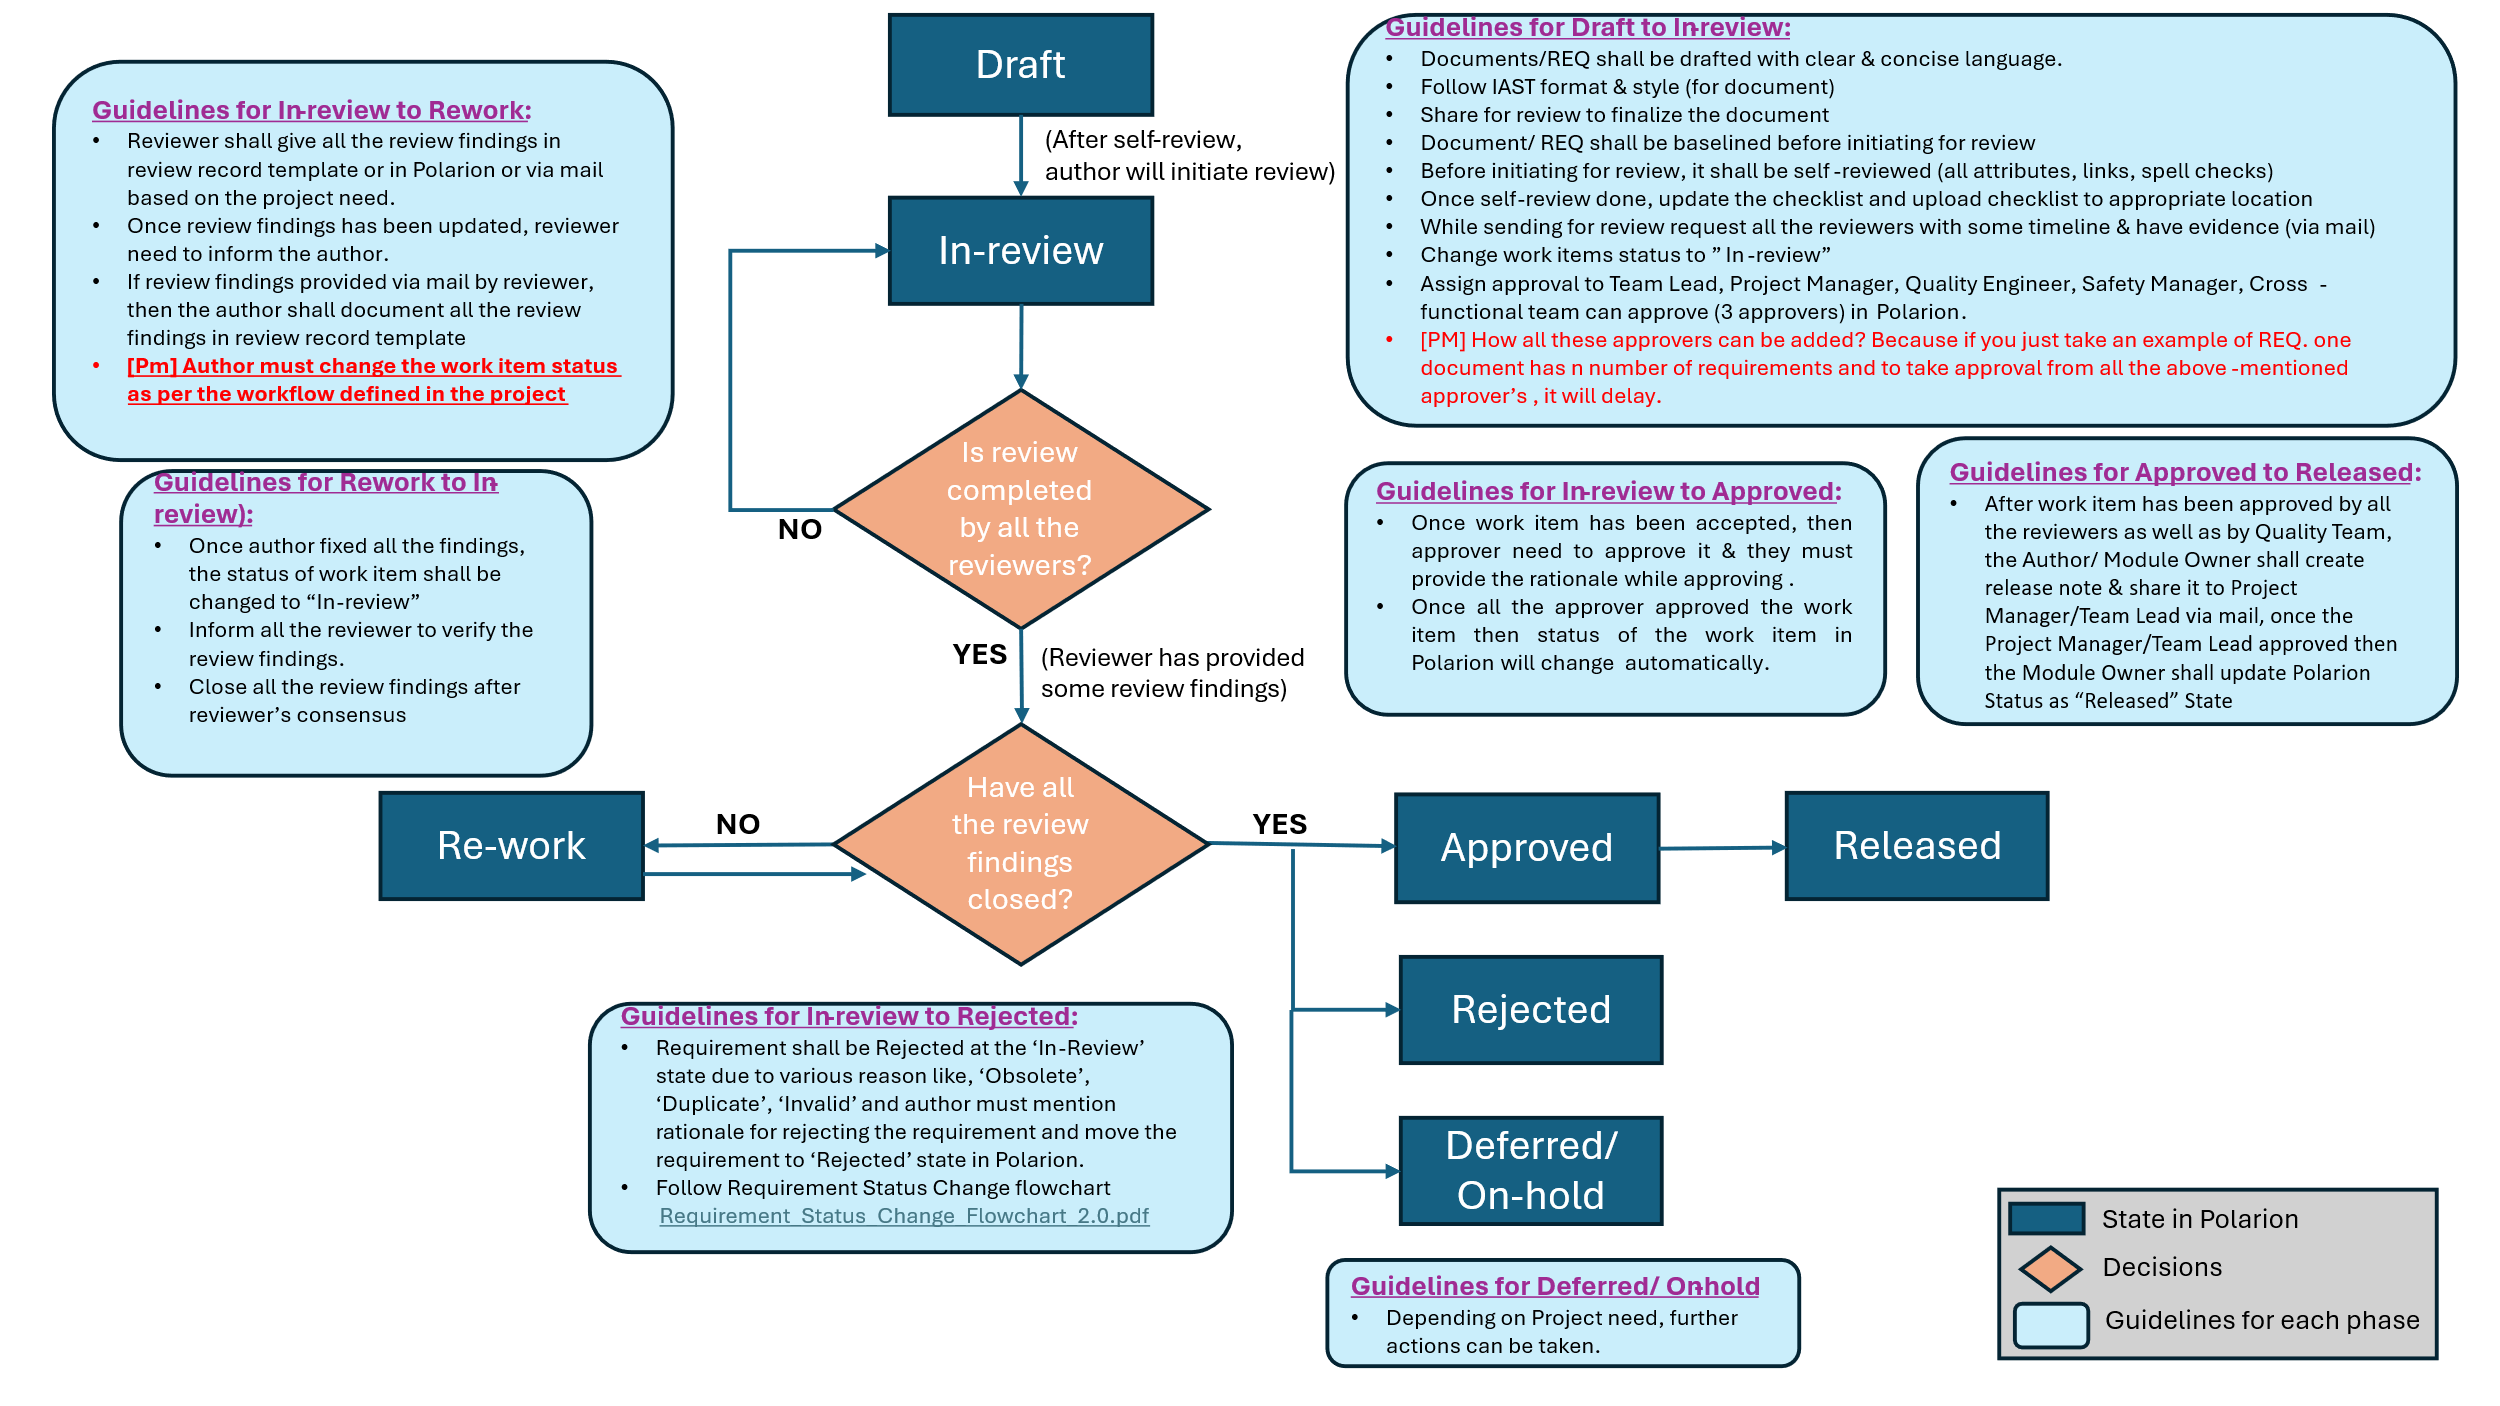 Draft
(After self-review,
author will initiate review)
In-review
Guidelines for In-review to Rework:
• Reviewer shall give all the review findings in
review record template or in Polarion or via mail
based on the project need.
• Once review findings has been updated, reviewer
need to inform the author.
• If review findings provided via mail by reviewer,
then the author shall document all the review
findings in review record template
• [Pm] Author must change the work item status
as per the workflow defined in the project
Guidelines for Draft to In-review:
• Documents/REQ shall be drafted with clear & concise language.
• Follow IAST format & style (for document)
• Share for review to finalize the document
• Document/ REQ shall be baselined before initiating for review
• Before initiating for review, it shall be self-reviewed (all attributes, links, spell checks)
• Once self-review done, update the checklist and upload checklist to appropriate location
• While sending for review request all the reviewers with some timeline & have evidence (via mail)
• Change work items status to ” In-review”
• Assign approval to Team Lead, Project Manager, Quality Engineer, Safety Manager, Cross -
functional team can approve (3 approvers) in Polarion.
• [PM] How all these approvers can be added? Because if you just take an example of REQ. one
document has n number of requirements and to take approval from all the above-mentioned
approver’s , it will delay.
Guidelines for Rework to In-
review):
• Once author fixed all the findings,
the status of work item shall be
changed to “In-review”
• Inform all the reviewer to verify the
review findings.
• Close all the review findings after
reviewer’s consensus
Is review
completed
by all the
reviewers?
NO
YES
(Reviewer has provided
some review findings)
Guidelines for In-review to Approved:
• Once work item has been accepted, then
approver need to approve it & they must
provide the rationale while approving .
• Once all the approver approved the work
item then status of the work item in
Polarion will change automatically.
Guidelines for Approved to Released:
• After work item has been approved by all
the reviewers as well as by Quality Team,
the Author/ Module Owner shall create
release note & share it to Project
Manager/Team Lead via mail, once the
Project Manager/Team Lead approved then
the Module Owner shall update Polarion
Status as “Released” State
Re-work
NO
Have all
the review
findings
closed?
YES
Approved
Released
Rejected
Deferred/
On-hold
Guidelines for In-review to Rejected:
• Requirement shall be Rejected at the ‘In-Review’
state due to various reason like, ‘Obsolete’,
‘Duplicate’, ‘Invalid’ and author must mention
rationale for rejecting the requirement and move the
requirement to ‘Rejected’ state in Polarion.
• Follow Requirement Status Change flowchart
Requirement_Status_Change_Flowchart_2.0.pdf
Guidelines for Deferred/ On-hold
• Depending on Project need, further
actions can be taken.
State in Polarion
Decisions
Guidelines for each phase